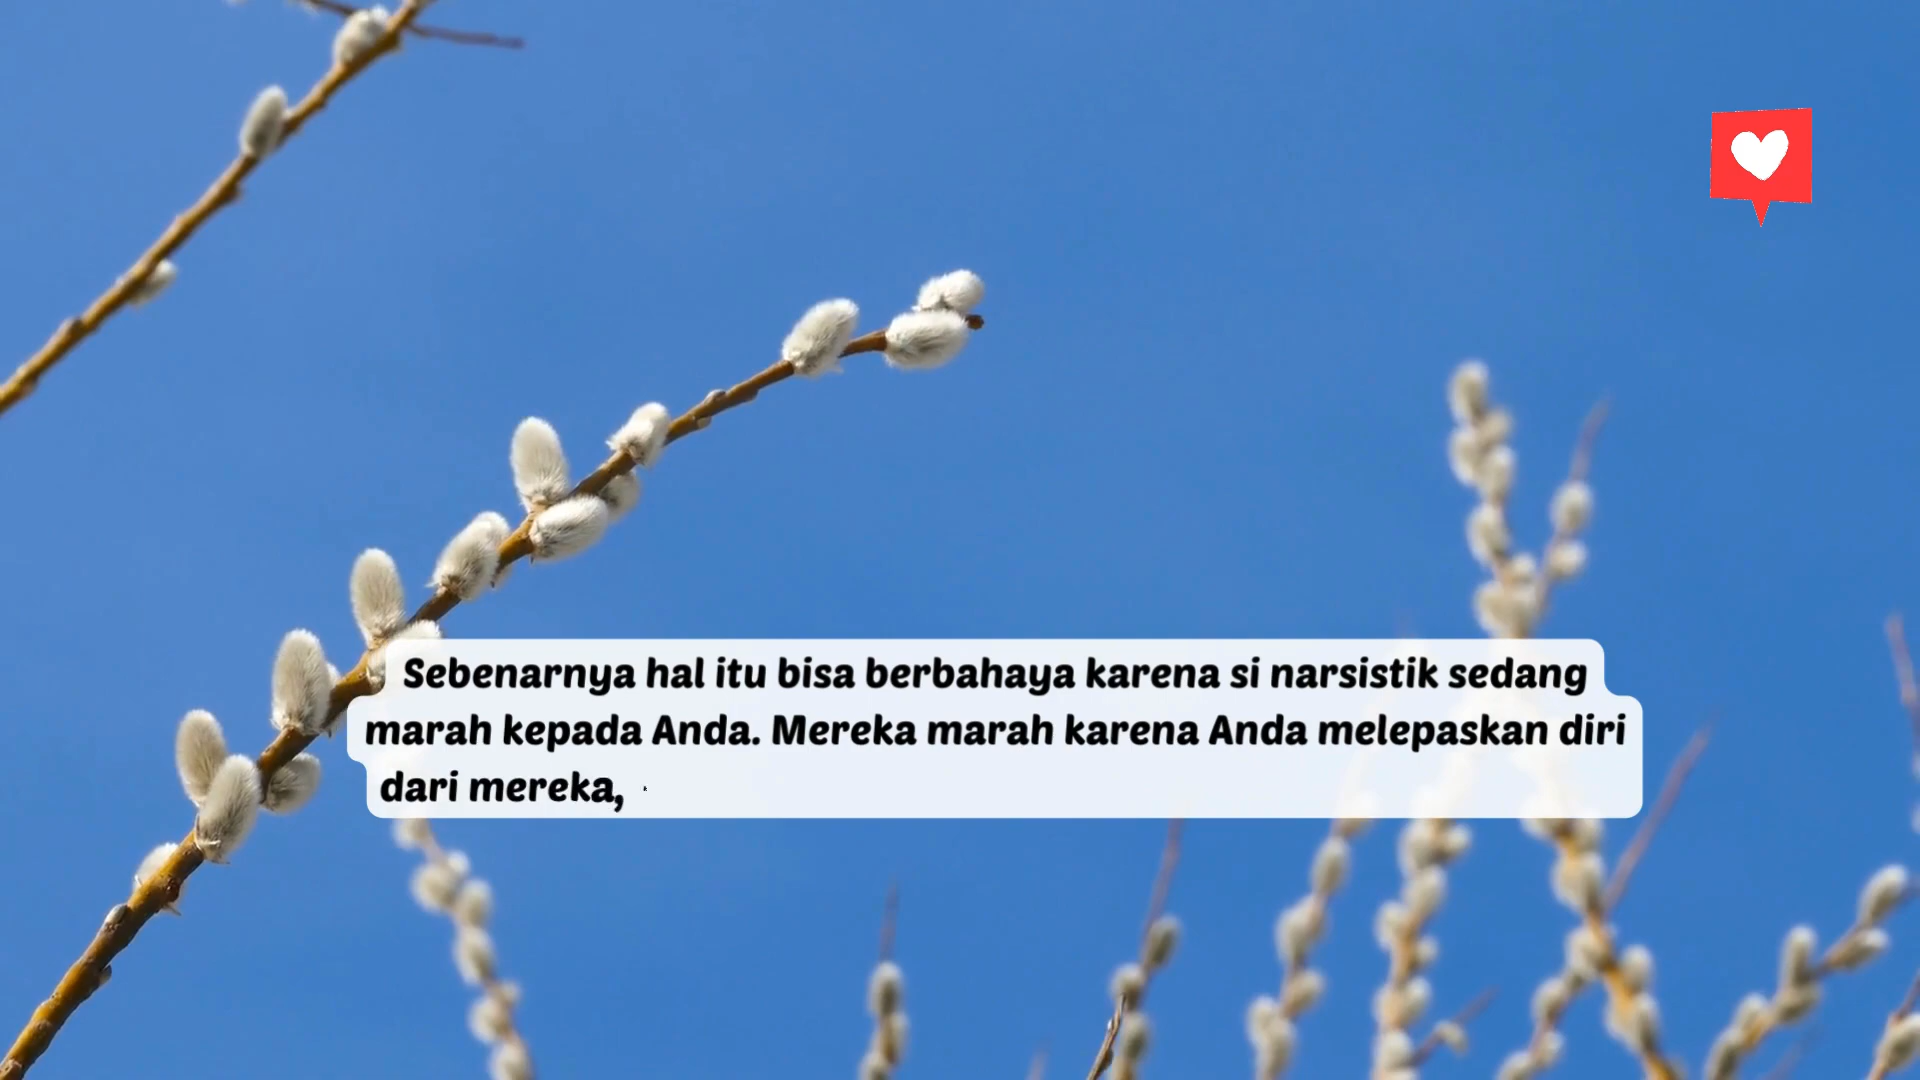 Sebenarnya hal itu bisa berbahaya karena si narsistik sedang
marah kepada Anda. Mereka marah karena Anda melepaskan diri
dari mereka,